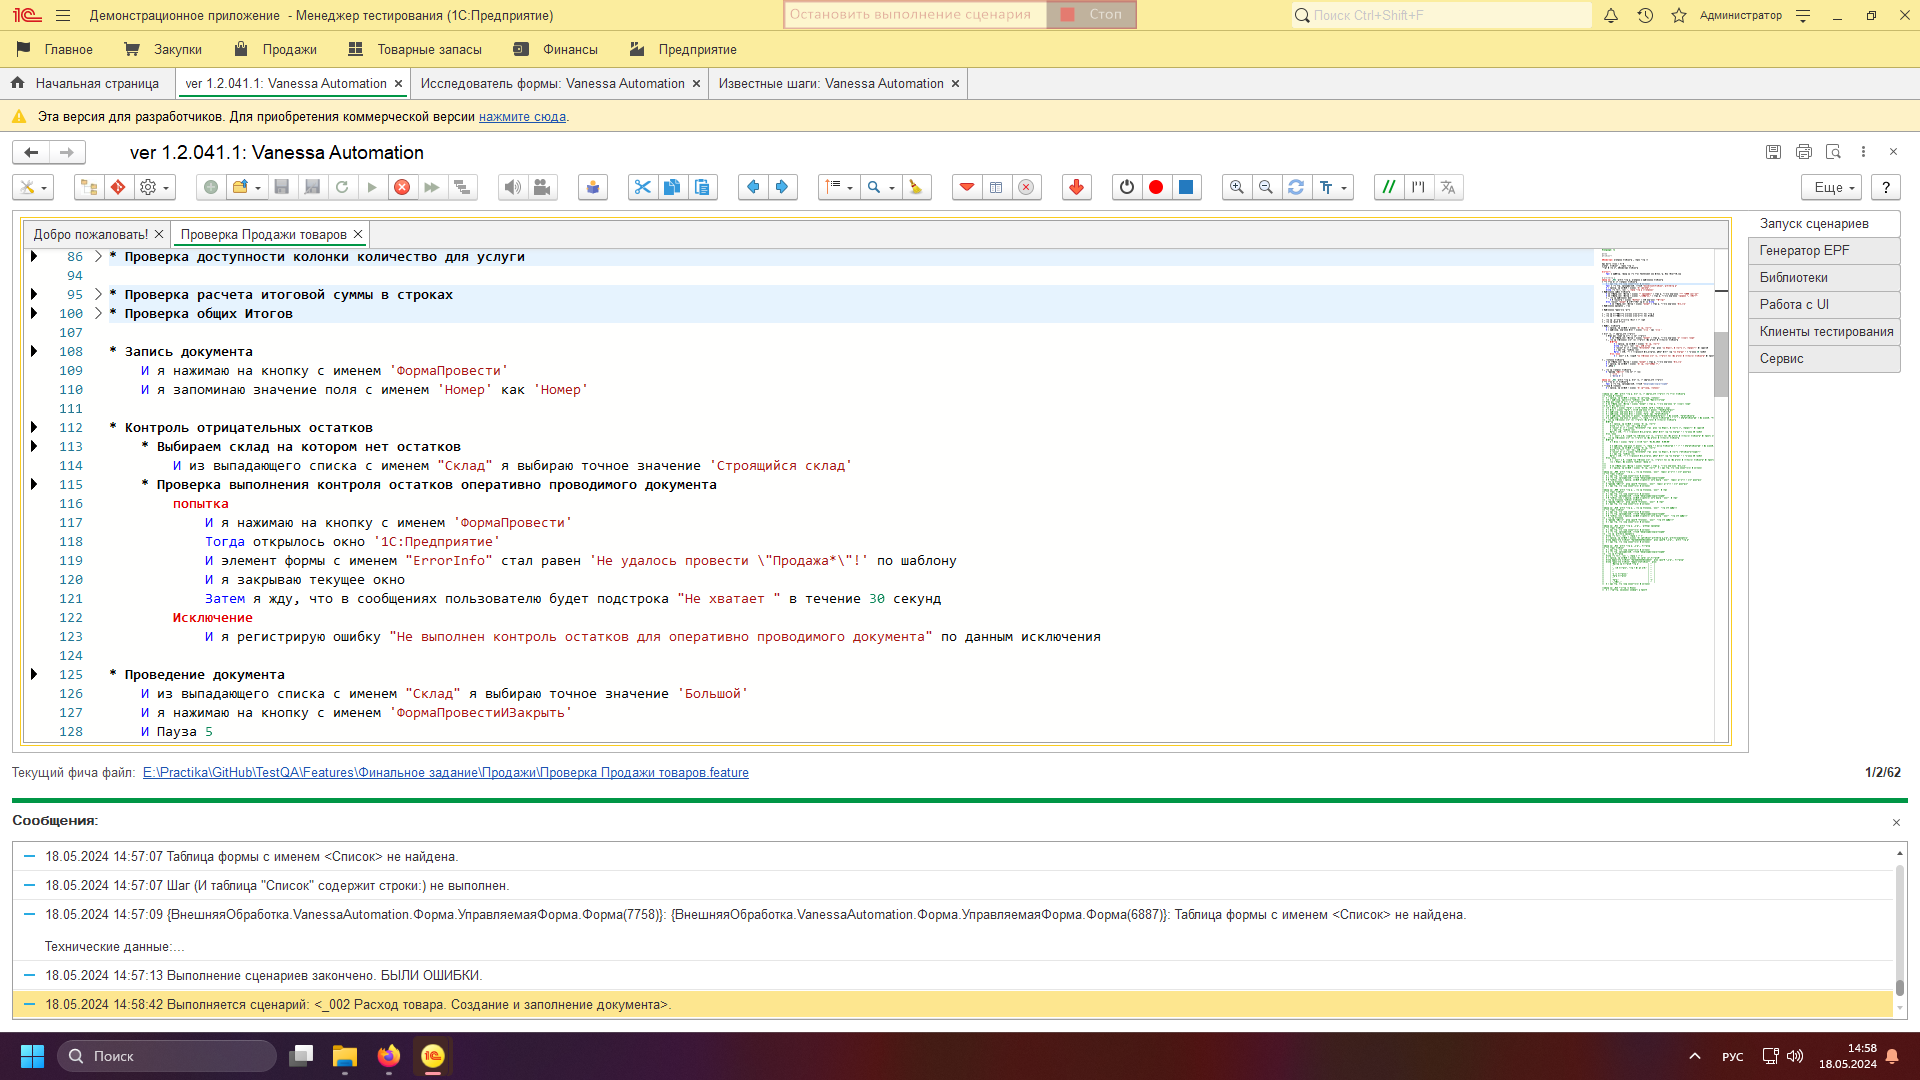 Демонстрационное приложение - Менеджер тестирования (1С:Предприятие)
Остановить выполнение сценария Стоп
Поиск Ctrl+Shift+F
Администратор
Главное Закупки Продажи Товарные запасы Финансы Предприятие
Начальная страница
ver 1.2.041.1: Vanessa Automation
Исследователь формы: Vanessa Automation
Известные шаги: Vanessa Automation
Эта версия для разработчиков. Для приобретения коммерческой версии нажмите сюда.
ver 1.2.041.1: Vanessa Automation
Еще
?
Добро пожаловать!
Проверка Продажи товаров
86 * Проверка доступности колонки количество для услуги
94
95 * Проверка расчета итоговой суммы в строках
100 * Проверка общих Итогов
107
108 * Запись документа
109 И я нажимаю на кнопку с именем 'ФормаПровести'
110 И я запоминаю значение поля с именем 'Номер' как 'Номер'
111
112 * Контроль отрицательных остатков
113 * Выбираем склад на котором нет остатков
114 И из выпадающего списка с именем "Склад" я выбираю точное значение 'Строящийся склад'
115 * Проверка выполнения контроля остатков оперативно проводимого документа
116 попытка
117 И я нажимаю на кнопку с именем 'ФормаПровести'
118 Тогда открылось окно '1С:Предприятие'
119 И элемент формы с именем "ErrorInfo" стал равен 'Не удалось провести \"Продажа*\"!' по шаблону
120 И я закрываю текущее окно
121 Затем я жду, что в сообщениях пользователю будет подстрока "Не хватает " в течение 30 секунд
122 Исключение
123 И я регистрирую ошибку "Не выполнен контроль остатков для оперативно проводимого документа" по данным исключения
124
125 * Проведение документа
126 И из выпадающего списка с именем "Склад" я выбираю точное значение 'Большой'
127 И я нажимаю на кнопку с именем 'ФормаПровестиИЗакрыть'
128 И Пауза 5
Запуск сценариев
Генератор EPF
Библиотеки
Работа с UI
Клиенты тестирования
Сервис
Текущий фича файл: E:\Practika\GitHub\TestQA\Features\Финальное задание\Продажи\Проверка Продажи товаров.feature
1/2/62
Сообщения:
18.05.2024 14:57:07 Таблица формы с именем <Список> не найдена.
18.05.2024 14:57:07 Шаг (И таблица "Список" содержит строки:) не выполнен.
18.05.2024 14:57:09 {ВнешняяОбработка.VanessaAutomation.Форма.УправляемаяФорма.Форма(7758)}: {ВнешняяОбработка.VanessaAutomation.Форма.УправляемаяФорма.Форма(6887)}: Таблица формы с именем <Список> не найдена.
Технические данные:...
18.05.2024 14:57:13 Выполнение сценариев закончено. БЫЛИ ОШИБКИ.
18.05.2024 14:58:42 Выполняется сценарий: <_002 Расход товара. Создание и заполнение документа>.
Поиск
РУС
14:58
18.05.2024